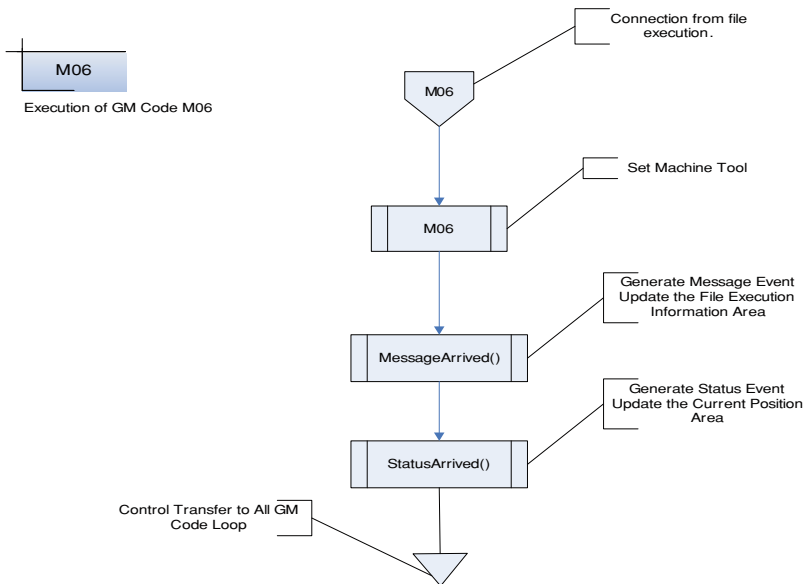 M06
Execution of GM Code M06
Connection from file
execution.
M06
Set Machine Tool
M06
Generate Message Event
Update the File Execution
Information Area
MessageArrived()
Generate Status Event
Update the Current Position
Area
StatusArrived()
Control Transfer to All GM
Code Loop